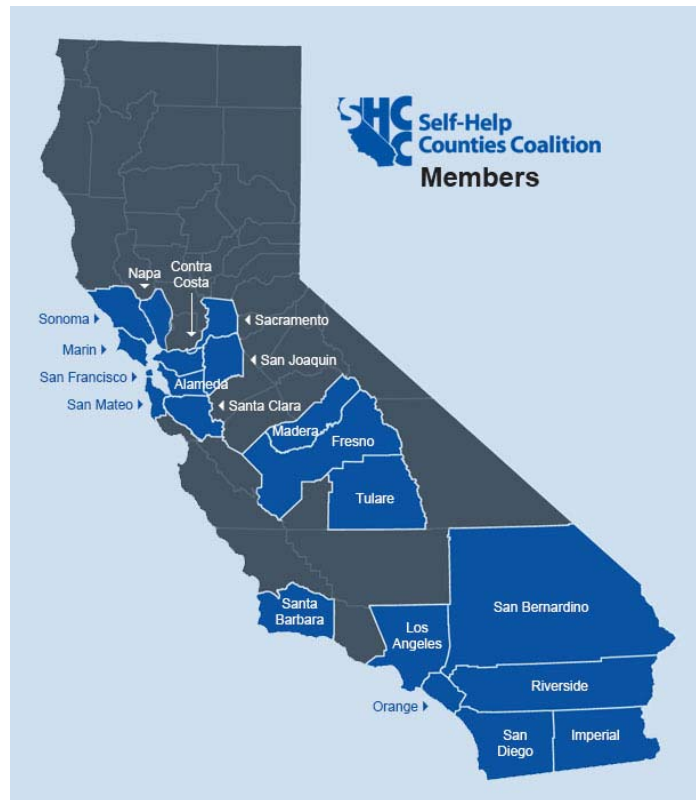 SHC
C
Self-Help
Counties Coalition
Members
Napa
Contra
Costa
Sonoma
Sacramento
Marin
San Joaquin
San Francisco
Alameda
San Mateo
Santa Clara
Madera
Fresno
Tulare
Santa
Barbara
San Bernardino
Los
Angeles
Riverside
Orange
San
Diego
Imperial